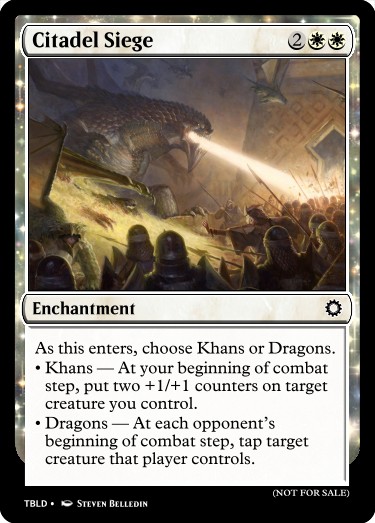 Citadel Siege 2
Enchantment
As this enters, choose Khans or Dragons.
• Khans — At your beginning of combat
step, put two +1/+1 counters on target
creature you control.
• Dragons — At each opponent's
beginning of combat step, tap target
creature that player controls.
(NOT FOR SALE)
TBLD • Steven Belledin